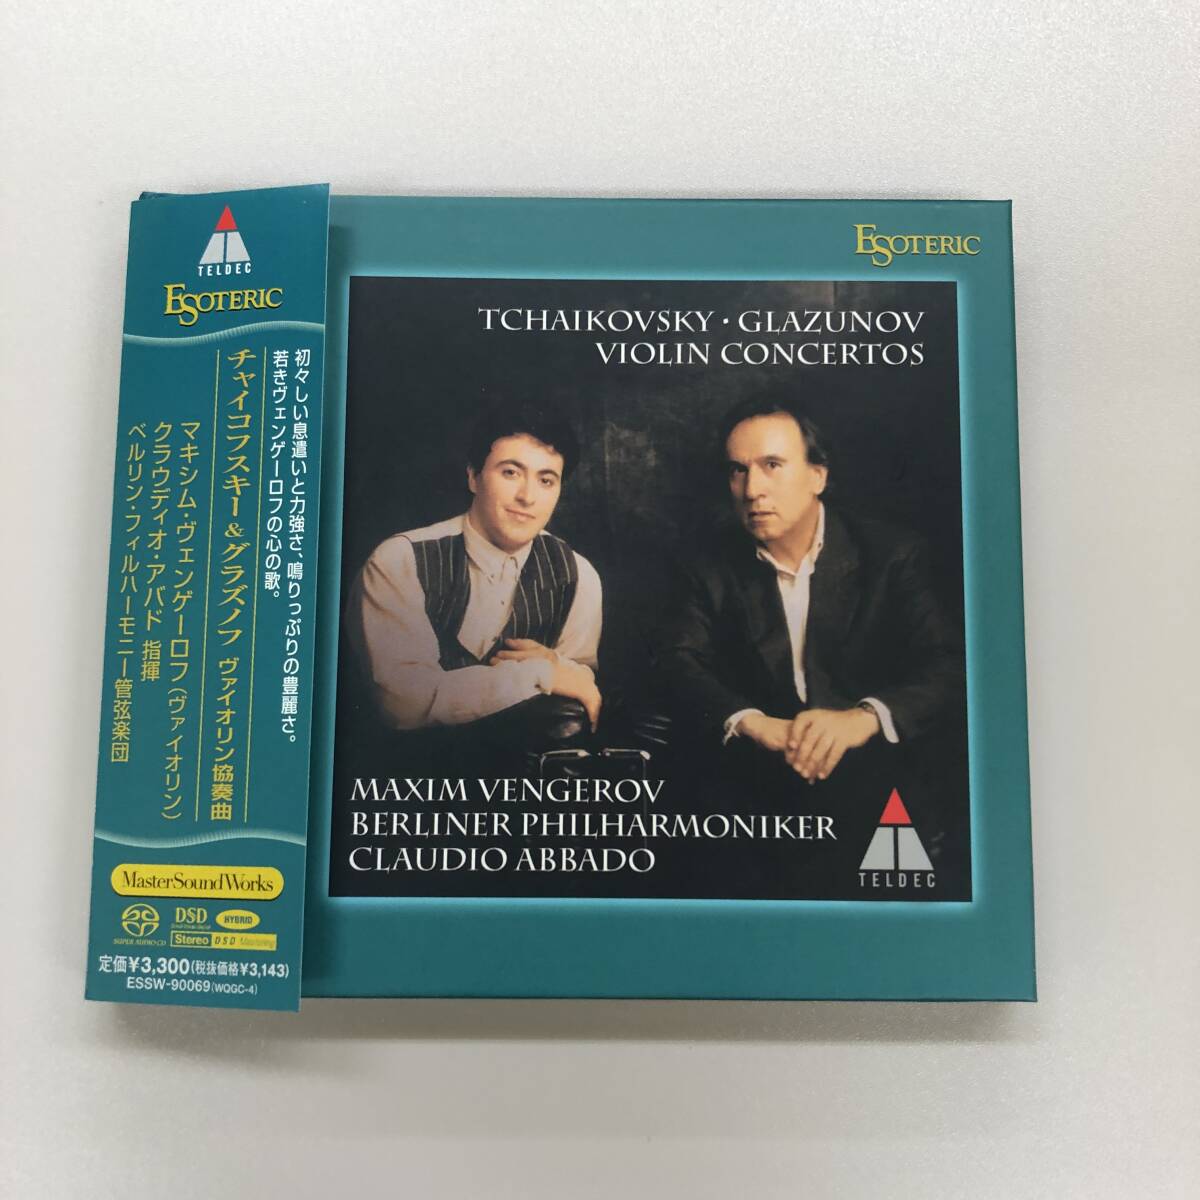 TELDEC
ESOTERIC
初々しい息遣いと力強さ、鳴りっぷりの豊麗さ。
若きヴェンゲーロフの心の歌。
チャイコフスキー&グラズノフ ヴァイオリン協奏曲
マキシム・ヴェンゲーロフ(ヴァイオリン)
クラウディオ・アバド 指揮
ベルリン・フィルハーモニー管弦楽団
MasterSoundWorks
SUPER AUDIO CD
DSD
HYBRID
Stereo DSD Mastering
定価¥3,300(税抜価格¥3,143)
ESSW-90069(WQGC-4)
ESOTERIC
TCHAIKOVSKY・GLAZUNOV
VIOLIN CONCERTOS
MAXIM VENGEROV
BERLINER PHILHARMONIKER
CLAUDIO ABBADO
TELDEC